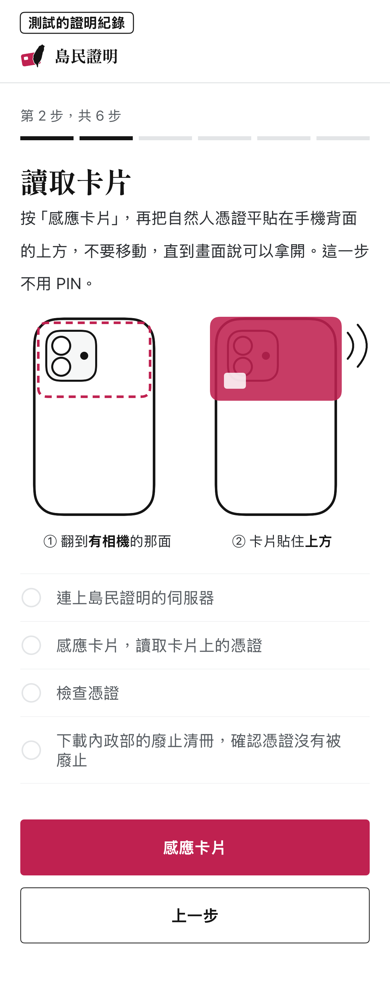 測試的證明紀錄
島民證明
第 2 步，共 6 步
讀取卡片
按「感應卡片」，再把自然人憑證平貼在手機背面
的上方，不要移動，直到畫面說可以拿開。這一步
不用 PIN。
① 翻到有相機的那面
② 卡片貼住上方
連上島民證明的伺服器
感應卡片，讀取卡片上的憑證
檢查憑證
下載內政部的廢止清冊，確認憑證沒有被
廢止
感應卡片
上一步